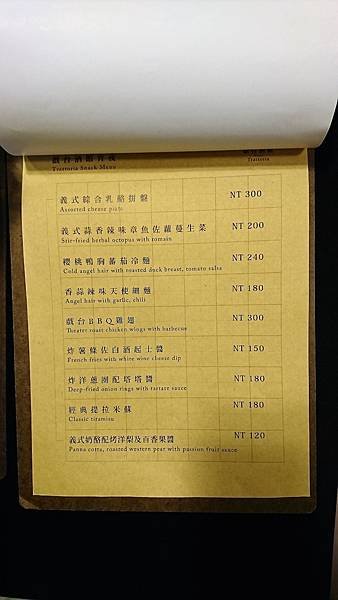 Trattoria Snack Menu
Trattoria
義式綜合乳酪拼盤 NT 300
Assorted cheese plate
義式蒜香辣味章魚佐蘿蔓生菜 NT 200
Stir-fried herbal octopus with romain
櫻桃鴨胸蕃茄冷麵 NT 240
Cold angel hair with roasted duck breast, tomato salsa
香蒜辣味天使細麵 NT 180
Angel hair with garlic, chili
戲台BBQ雞翅 NT 300
Theater roast chicken wings with barbecue
炸薯條佐白酒起士醬 NT 150
French fries with white wine cheese dip
炸洋蔥圈配塔塔醬 NT 180
Deep-fried onion rings with tartare sauce
經典提拉米蘇 NT 180
Classic tiramisu
義式奶酪配烤洋梨及百香果醬 NT 120
Panna cotta, roasted western pear with passion fruit sauce